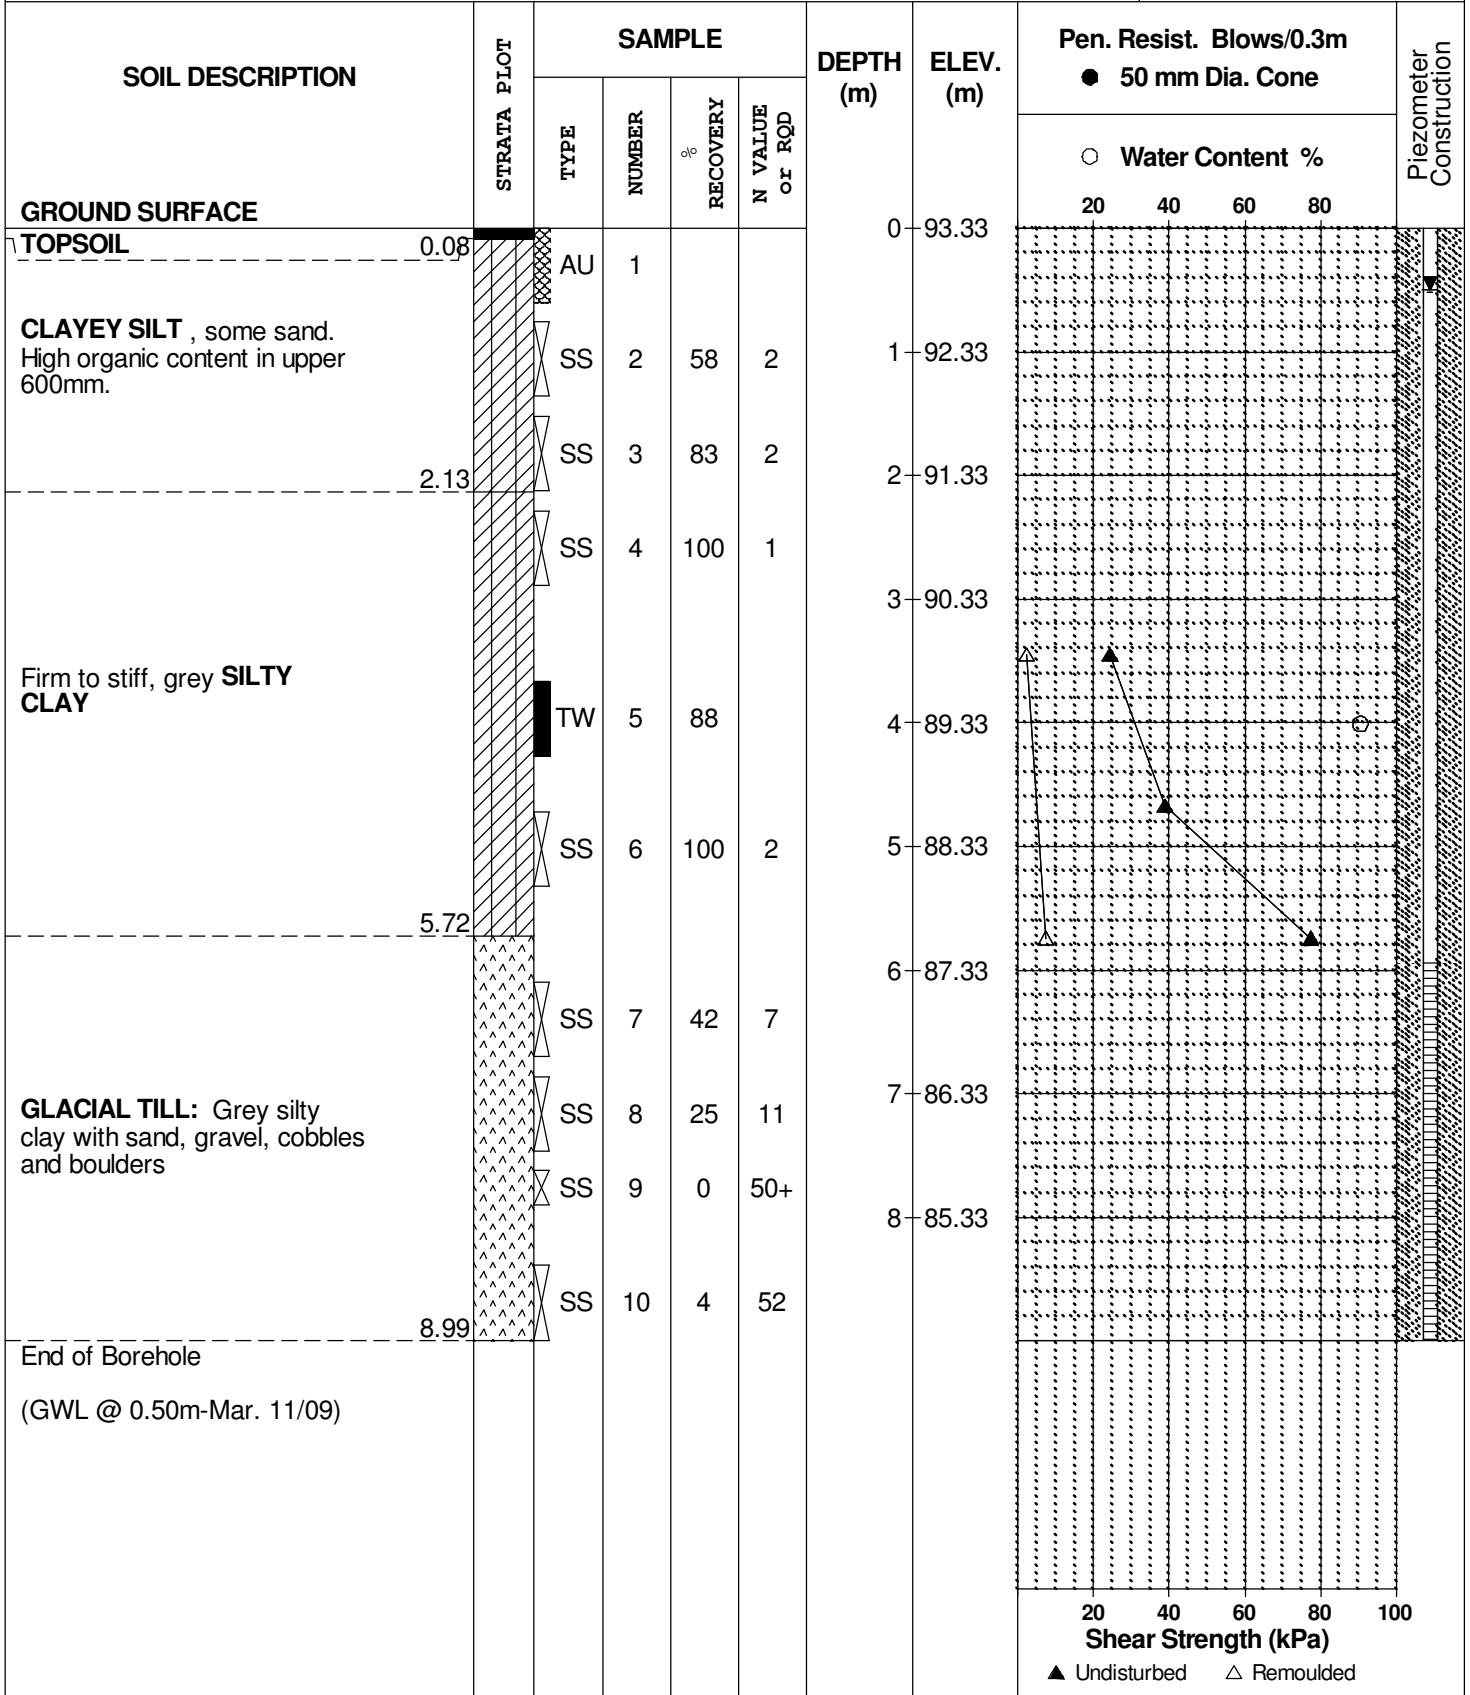 SOIL DESCRIPTION
STRATA PLOT
SAMPLE
TYPE
NUMBER
% RECOVERY
N VALUE or RQD
DEPTH
(m)
ELEV.
(m)
Pen. Resist. Blows/0.3m
● 50 mm Dia. Cone
○ Water Content %
Piezometer
Construction
20 40 60 80
GROUND SURFACE
0 93.33
TOPSOIL 0.08
AU 1
CLAYEY SILT , some sand.
High organic content in upper
600mm.
SS 2 58 2
1 92.33
SS 3 83 2
2.13
2 91.33
SS 4 100 1
3 90.33
Firm to stiff, grey SILTY
CLAY
TW 5 88
4 89.33
SS 6 100 2
5 88.33
5.72
6 87.33
SS 7 42 7
7 86.33
GLACIAL TILL: Grey silty
clay with sand, gravel, cobbles
and boulders
SS 8 25 11
SS 9 0 50+
8 85.33
SS 10 4 52
8.99
End of Borehole
(GWL @ 0.50m-Mar. 11/09)
20 40 60 80 100
Shear Strength (kPa)
▲ Undisturbed △ Remoulded